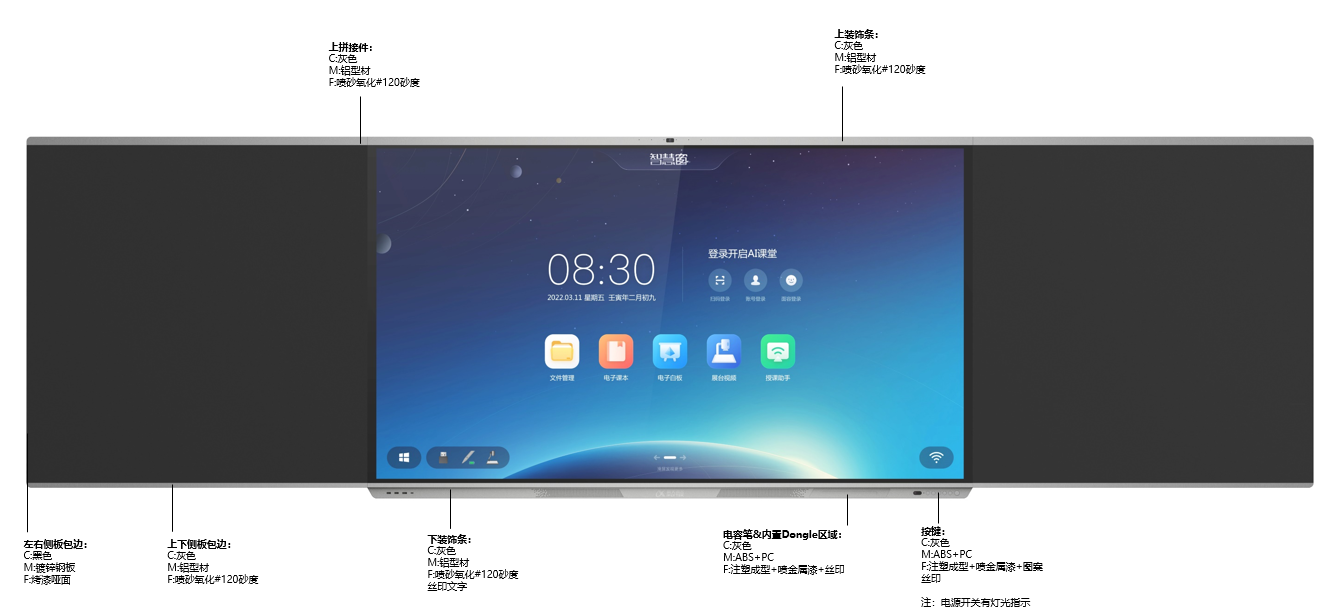 上拼接件：
C:灰色
M:铝型材
F:喷砂氧化#120砂度
上装饰条：
C:灰色
M:铝型材
F:喷砂氧化#120砂度
智慧窗
08:30
2022.03.11 星期五 壬寅年二月初九
登录开启AI课堂
扫码登录
账号登录
文件管理
电子课本
电子白板
展台视频
授课助手
左右侧板包边：
C:黑色
M:镀锌钢板
F:烤漆哑面
上下侧板包边：
C:灰色
M:铝型材
F:喷砂氧化#120砂度
下装饰条：
C:灰色
M:铝型材
F:喷砂氧化#120砂度
丝印文字
电容笔&内置Dongle区域：
C:灰色
M:ABS+PC
F:注塑成型+喷金属漆+丝印
按键：
C:灰色
M:ABS+PC
F:注塑成型+喷金属漆+图案
丝印
注：电源开关有灯光指示